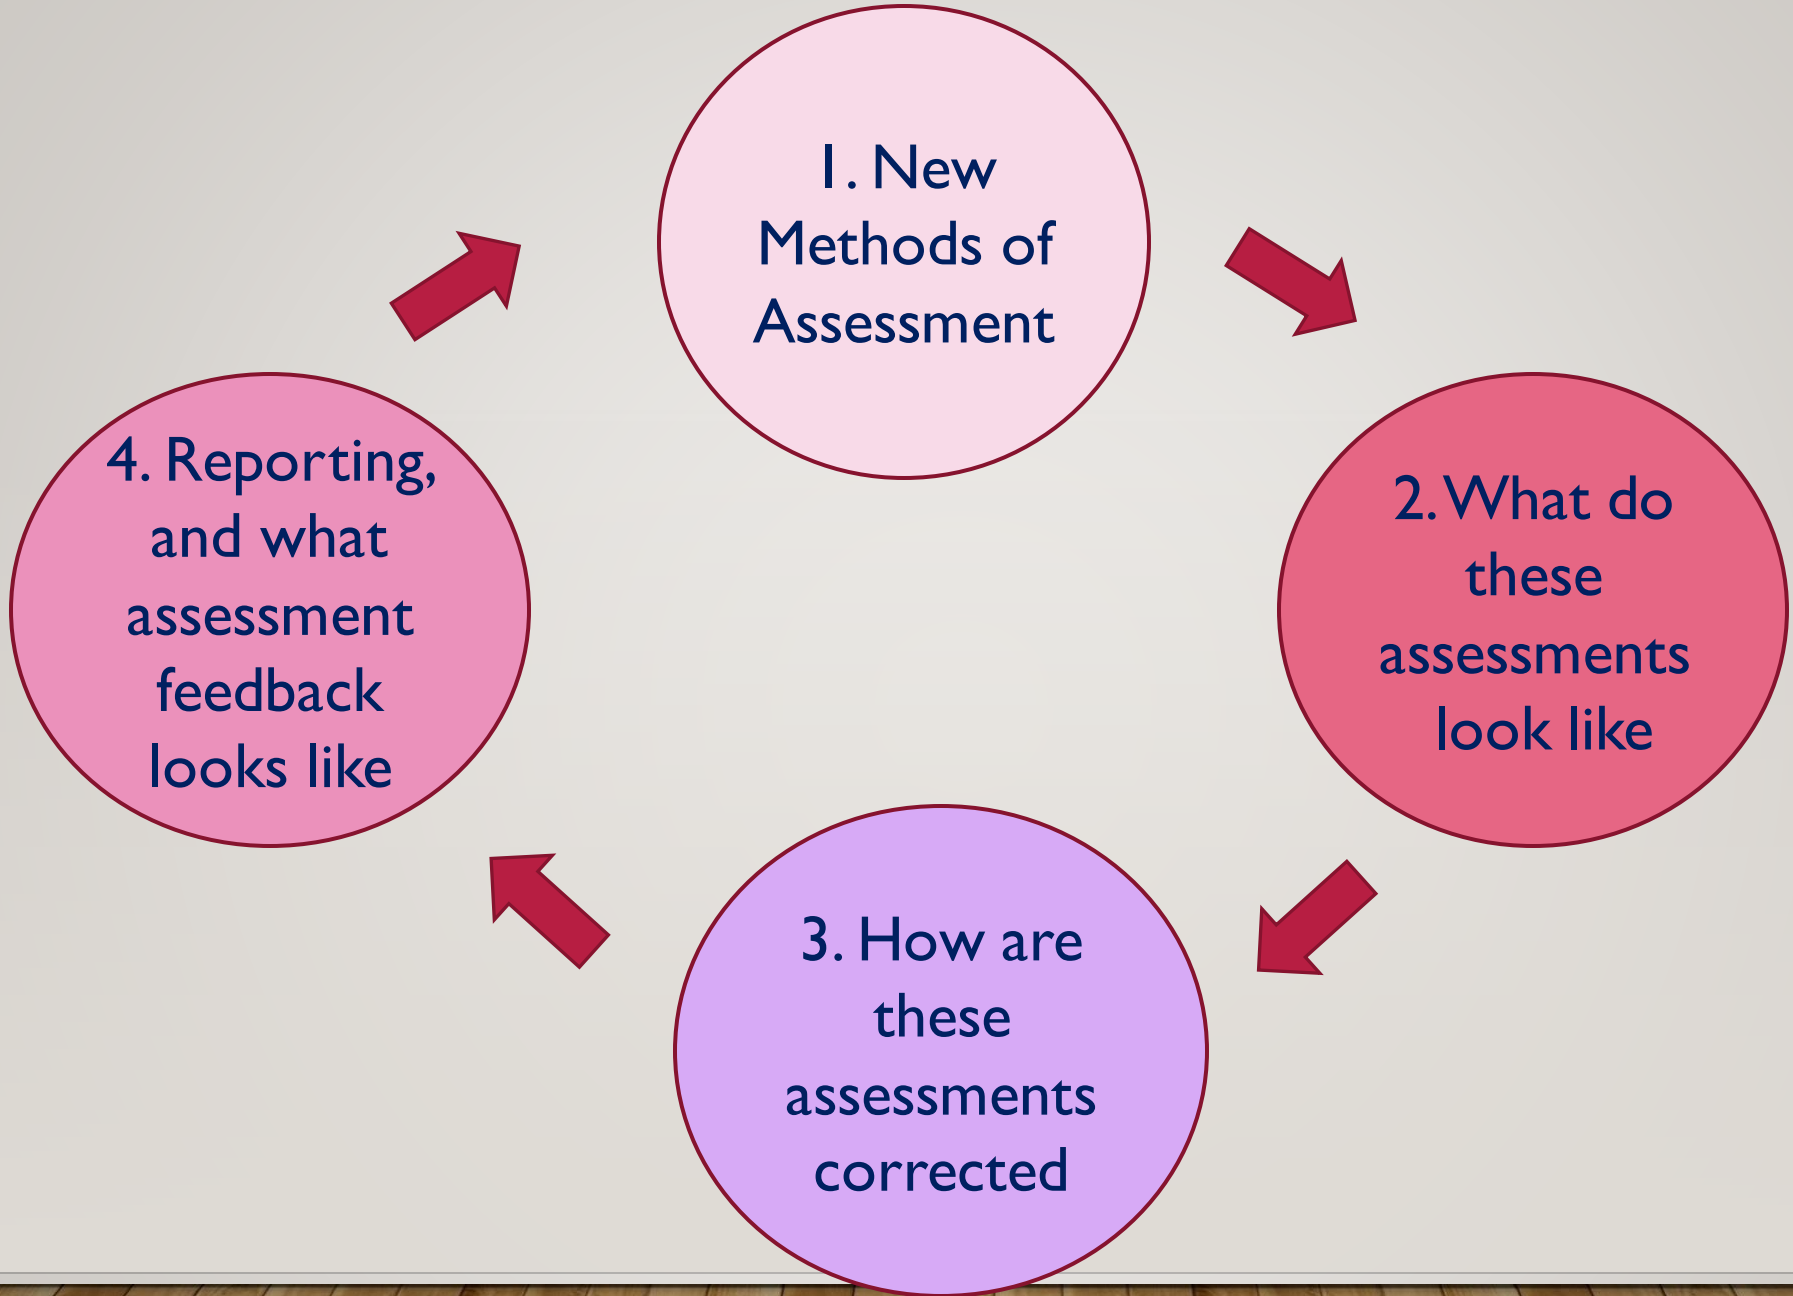 1. New
Methods of
Assessment
2. What do
these
assessments
look like
3. How are
these
assessments
corrected
4. Reporting,
and what
assessment
feedback
looks like